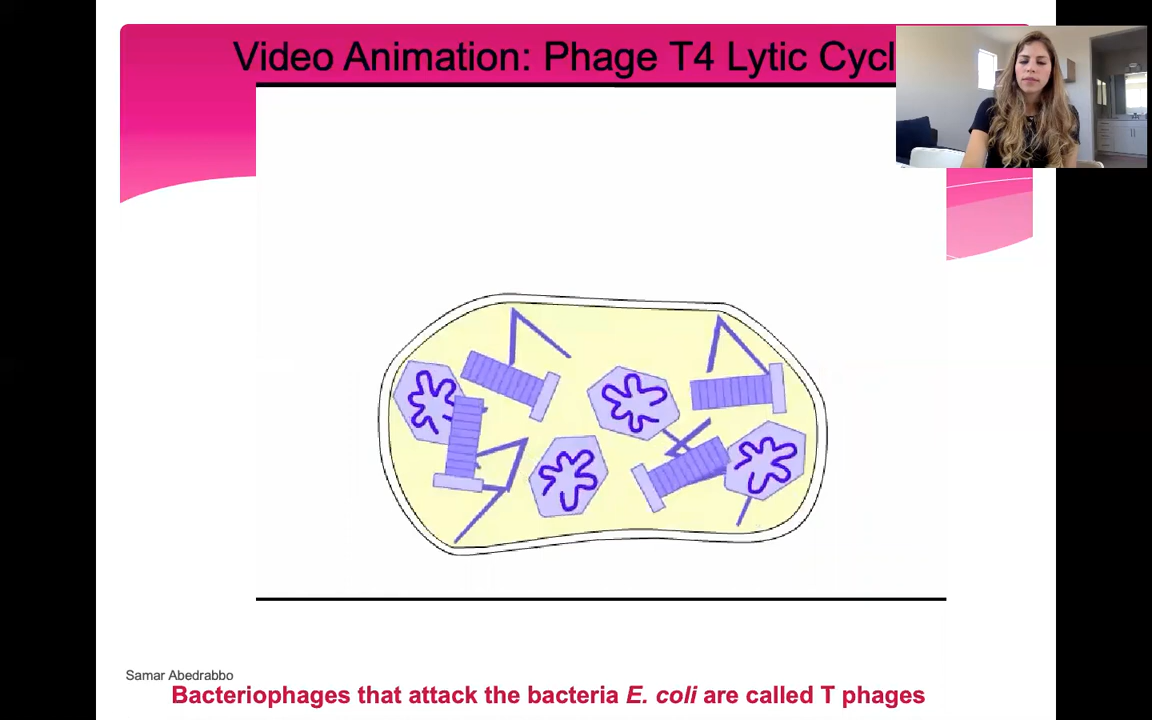 Video Animation: Phage T4 Lytic Cycl
Samar Abedrabbo
Bacteriophages that attack the bacteria E. coli are called T phages